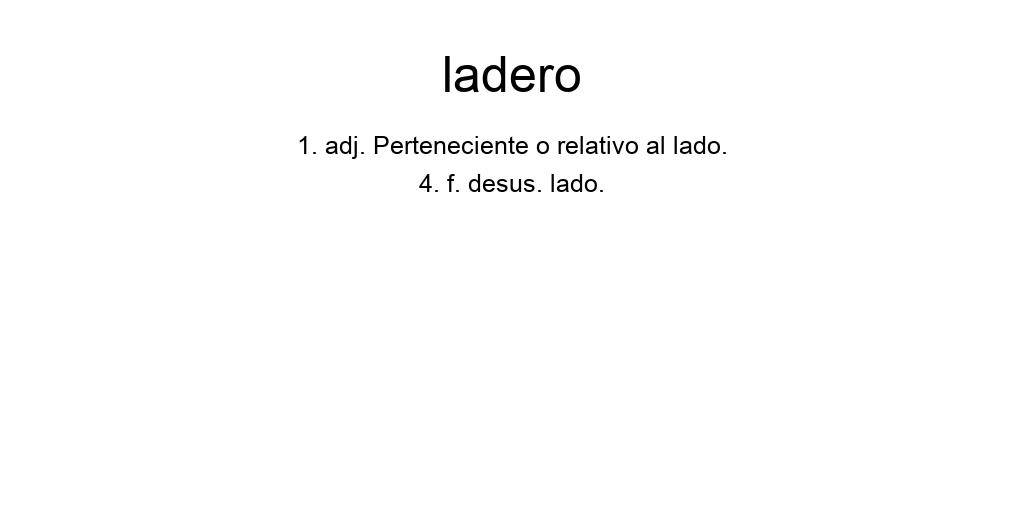 ladero
1. adj. Perteneciente o relativo al lado.
4. f. desus. lado.